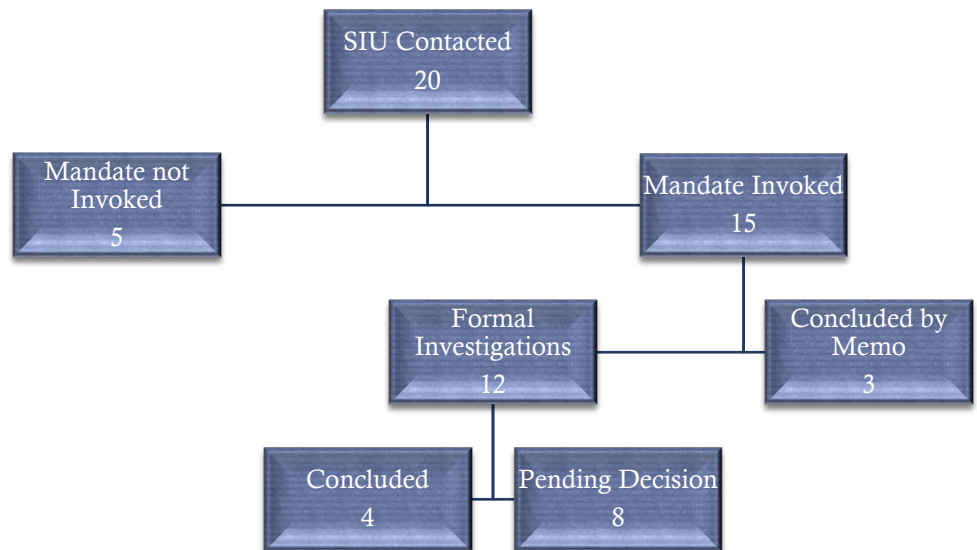 SIU Contacted
20
Mandate not
Invoked
5
Mandate Invoked
15
Formal
Investigations
12
Concluded by
Memo
3
Concluded
4
Pending Decision
8